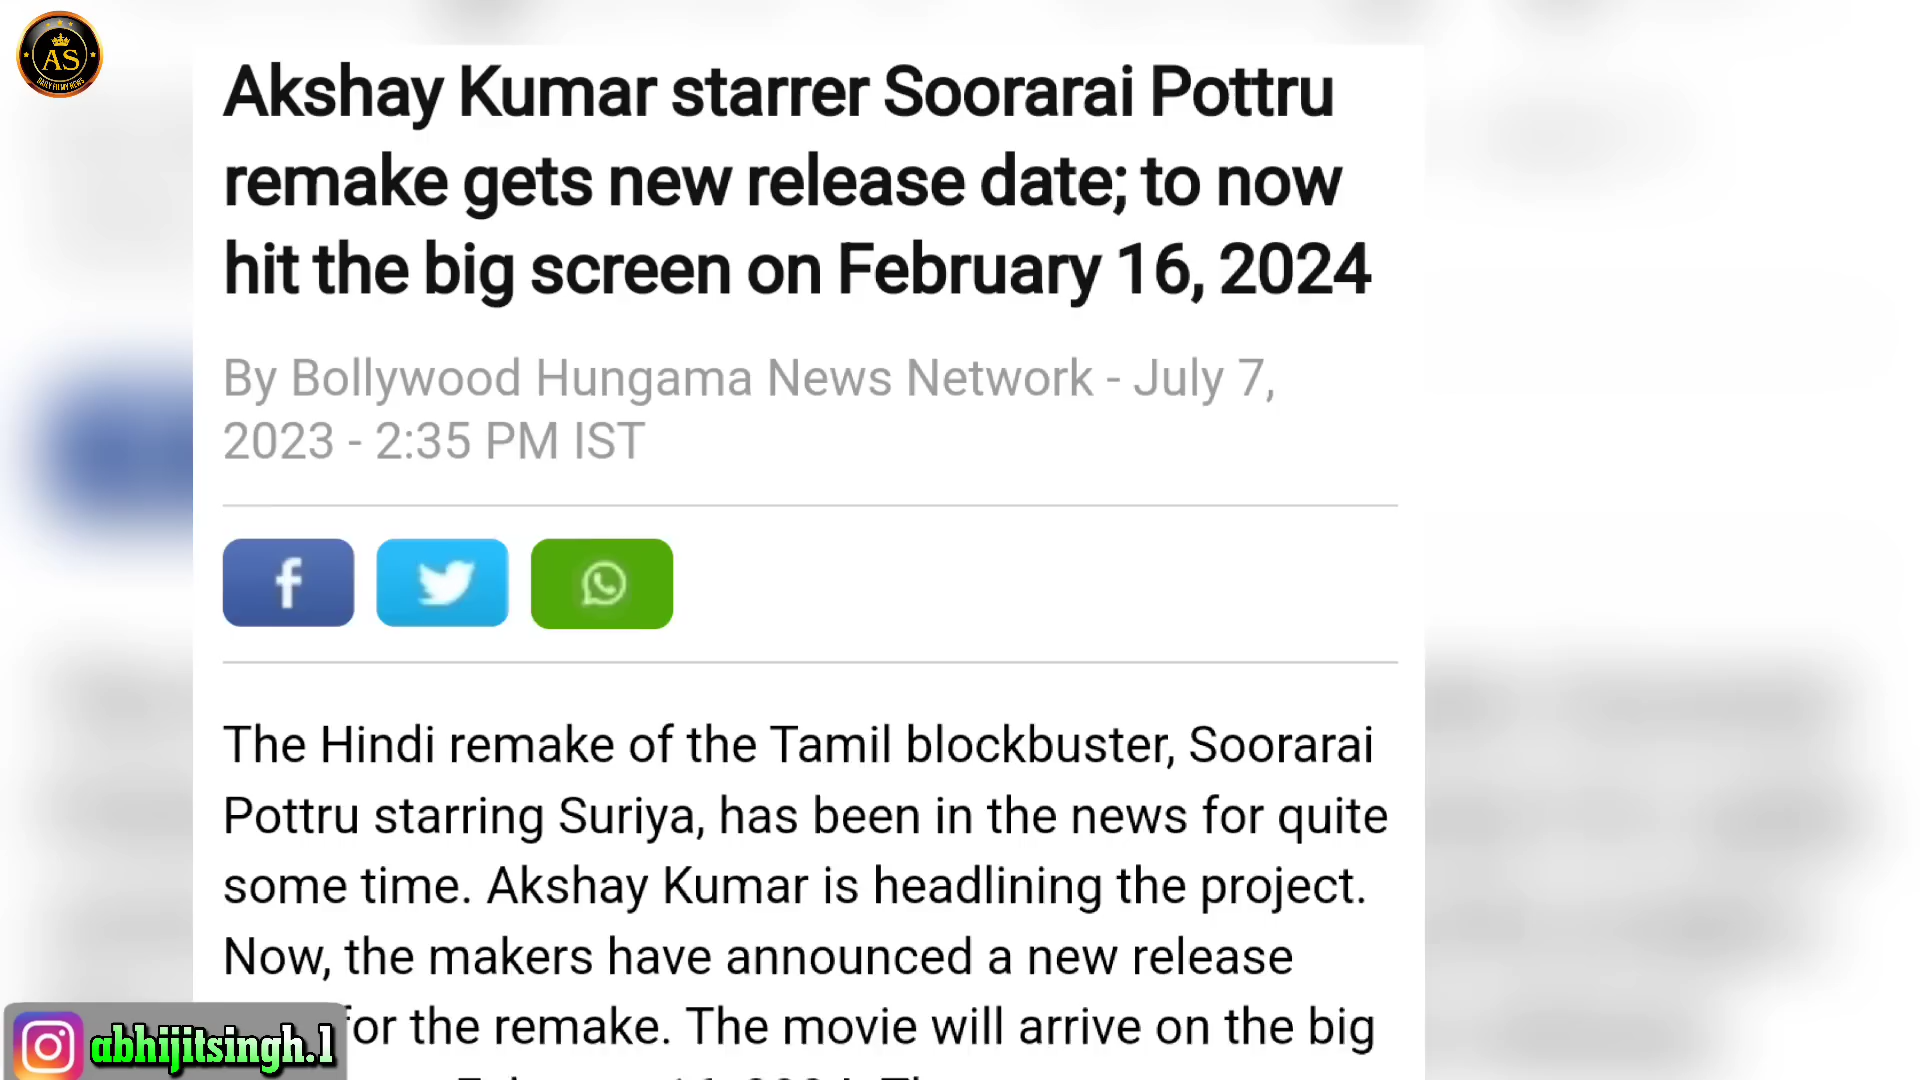 AS
DAILY FILMY NEWS
Akshay Kumar starrer Soorarai Pottru
remake gets new release date; to now
hit the big screen on February 16, 2024
By Bollywood Hungama News Network - July 7,
2023 - 2:35 PM IST
f
The Hindi remake of the Tamil blockbuster, Soorarai
Pottru starring Suriya, has been in the news for quite
some time. Akshay Kumar is headlining the project.
Now, the makers have announced a new release
for the remake. The movie will arrive on the big
abhijitsingh.1